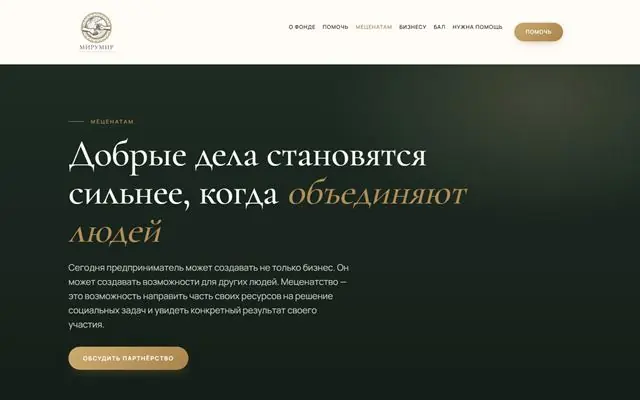 МИРУМИР
О ФОНДЕ ПОМОЧЬ МЕЦЕНАТАМ БИЗНЕСУ БАЛ НУЖНА ПОМОЩЬ ПОМОЧЬ
МЕЦЕНАТАМ
Добрые дела становятся
сильнее, когда объединяют
людей
Сегодня предприниматель может создавать не только бизнес. Он
может создавать возможности для других людей. Меценатство —
это возможность направить часть своих ресурсов на решение
социальных задач и увидеть конкретный результат своего
участия.
ОБСУДИТЬ ПАРТНЁРСТВО